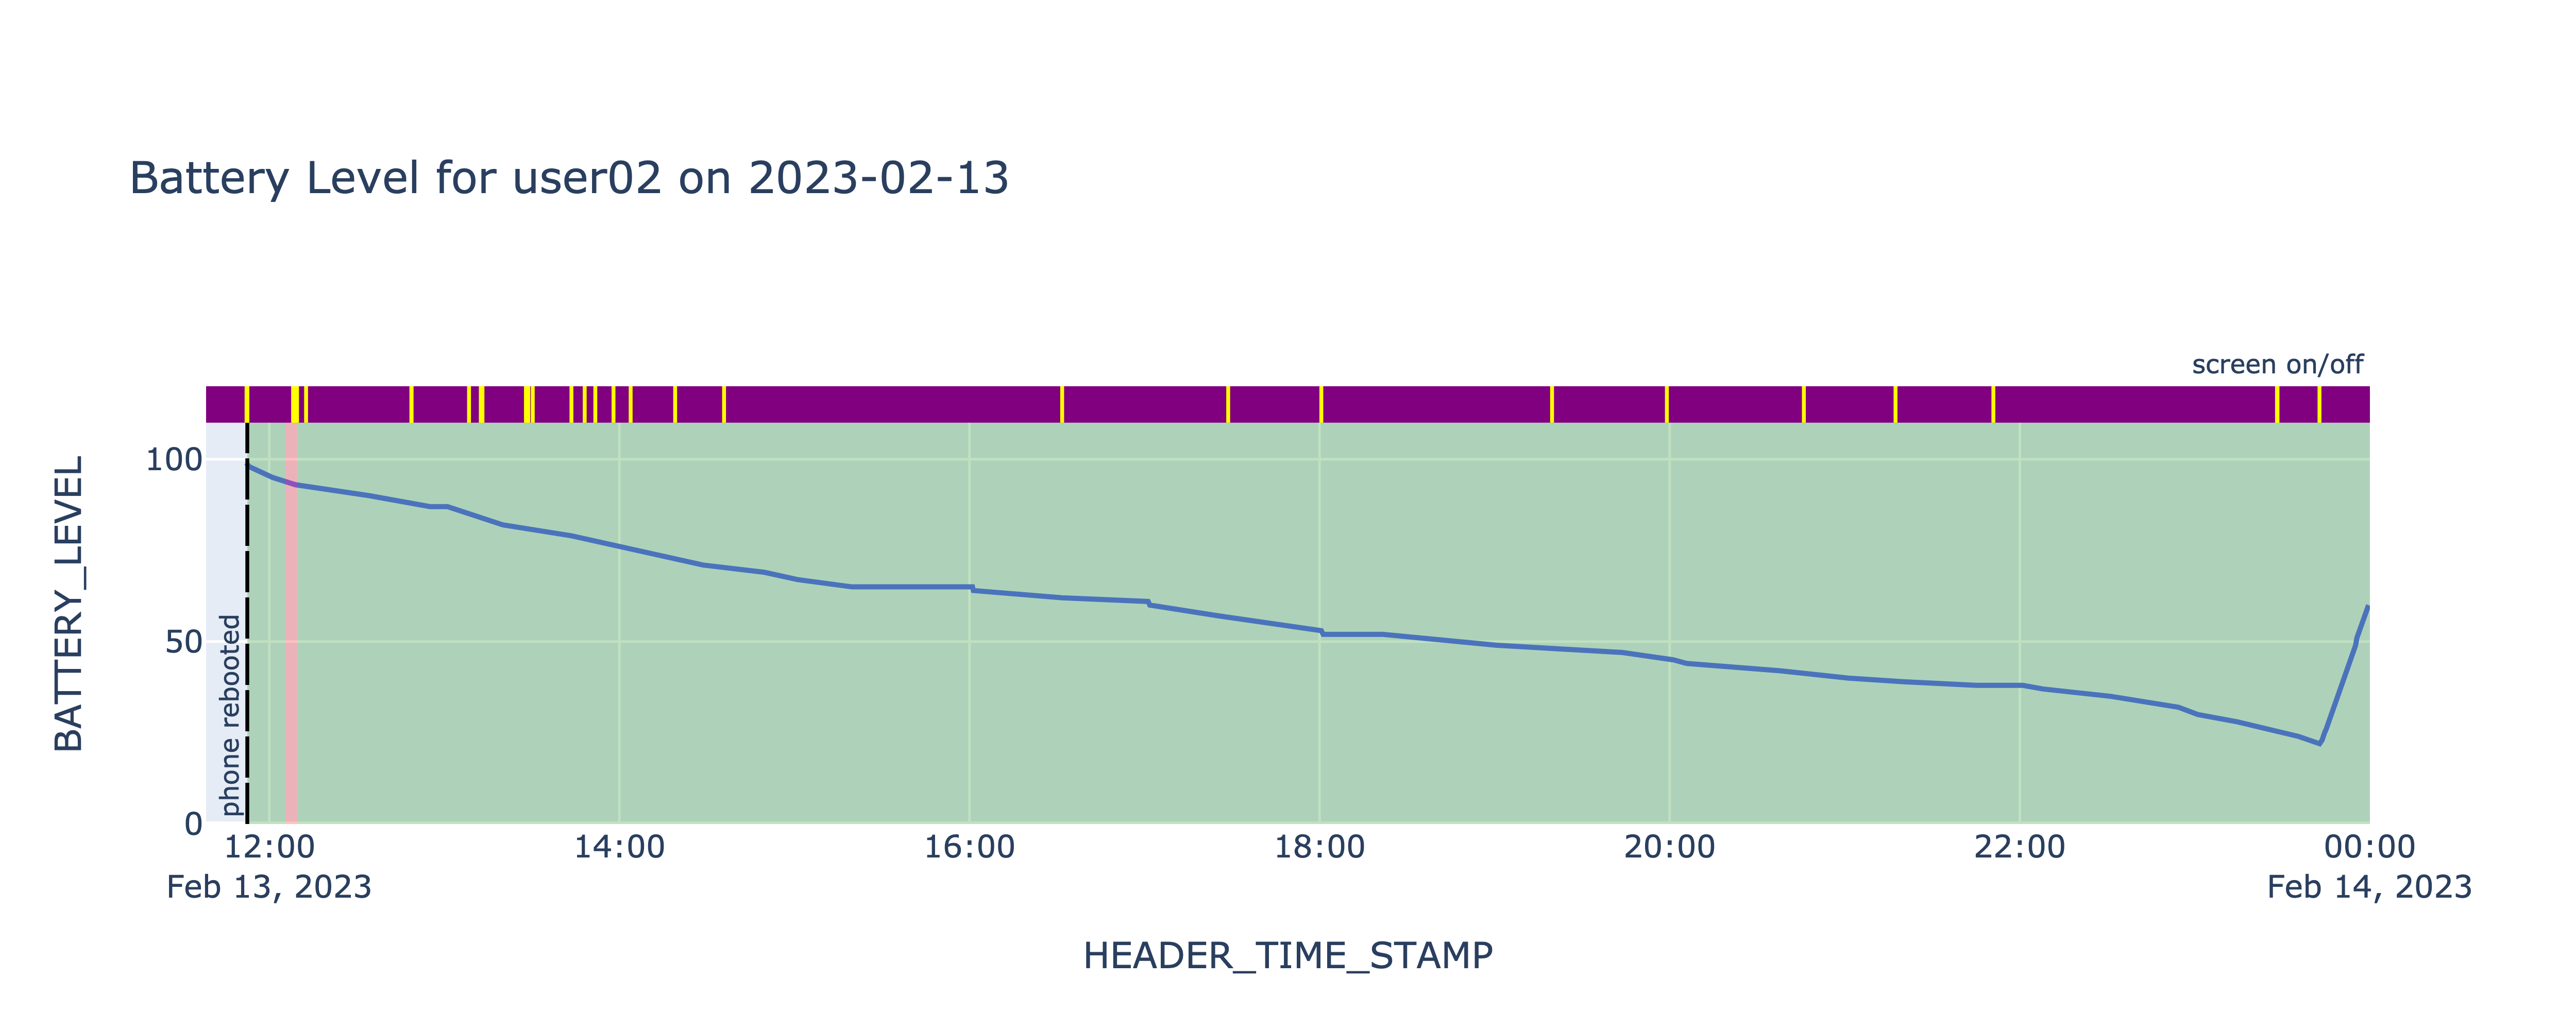 Battery Level for user02 on 2023-02-13
screen on/off
BATTERY_LEVEL
100
50
0
phone rebooted
12:00
Feb 13, 2023
14:00
16:00
18:00
20:00
22:00
00:00
Feb 14, 2023
HEADER_TIME_STAMP